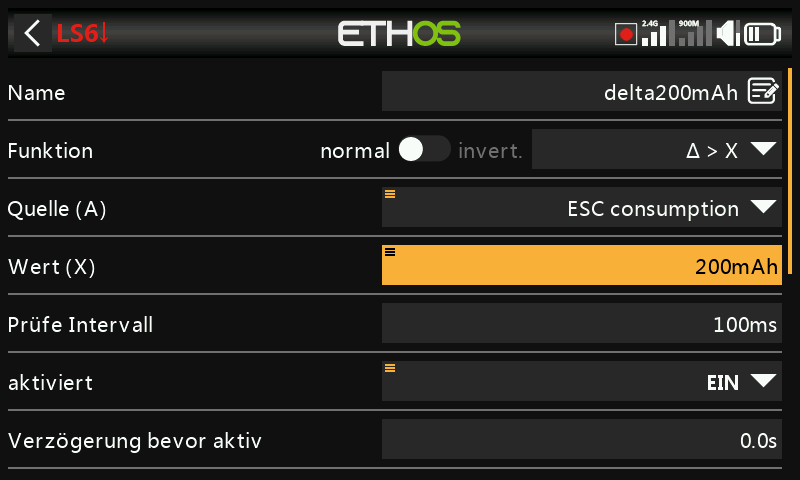 LS6↓ ETHOS 2.4G 900M
Name delta200mAh
Funktion normal invert. Δ > X
Quelle (A) ESC consumption
Wert (X) 200mAh
Prüfe Intervall 100ms
aktiviert EIN
Verzögerung bevor aktiv 0.0s